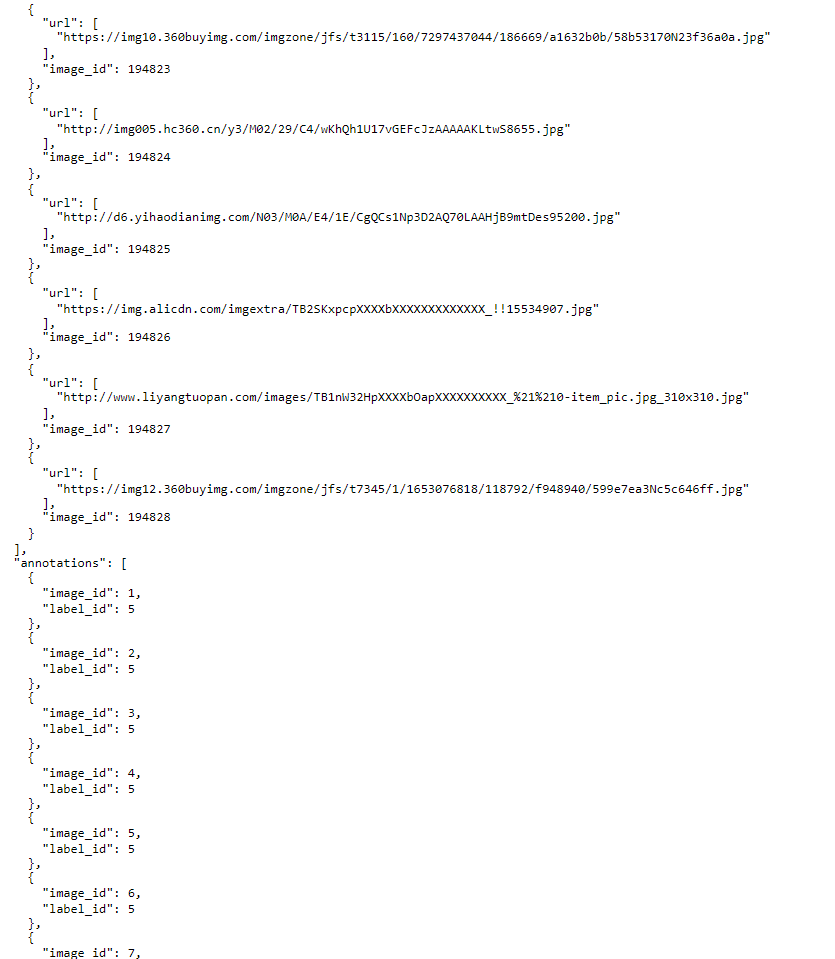 {
"url": [
"https://img10.360buyimg.com/imgzone/jfs/t3115/160/7297437044/186669/a1632b0b/58b53170N23f36a0a.jpg"
],
"image_id": 194823
},
{
"url": [
"http://img005.hc360.cn/y3/M02/29/C4/wKhQh1U17vGEFcJzAAAAAKLtwS8655.jpg"
],
"image_id": 194824
},
{
"url": [
"http://d6.yihaodianimg.com/N03/M0A/E4/1E/CgQCs1Np3D2AQ70LAAHjB9mtDes95200.jpg"
],
"image_id": 194825
},
{
"url": [
"https://img.alicdn.com/imgextra/TB2SKxpcpXXXXbXXXXXXXXXXXXX_!!15534907.jpg"
],
"image_id": 194826
},
{
"url": [
"http://www.liyangtuopan.com/images/TB1nW32HpXXXXbOapXXXXXXXXXX_%21%210-item_pic.jpg_310x310.jpg"
],
"image_id": 194827
},
{
"url": [
"https://img12.360buyimg.com/imgzone/jfs/t7345/1/1653076818/118792/f948940/599e7ea3Nc5c646ff.jpg"
],
"image_id": 194828
}
],
"annotations": [
{
"image_id": 1,
"label_id": 5
},
{
"image_id": 2,
"label_id": 5
},
{
"image_id": 3,
"label_id": 5
},
{
"image_id": 4,
"label_id": 5
},
{
"image_id": 5,
"label_id": 5
},
{
"image_id": 6,
"label_id": 5
},
{
"image_id": 7,